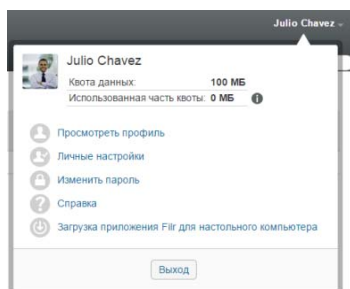 Julio Chavez
Julio Chavez
Квота данных: 100 МБ
Использованная часть квоты: 0 МБ
Просмотреть профиль
Личные настройки
Изменить пароль
Справка
Загрузка приложения Filr для настольного компьютера
Выход